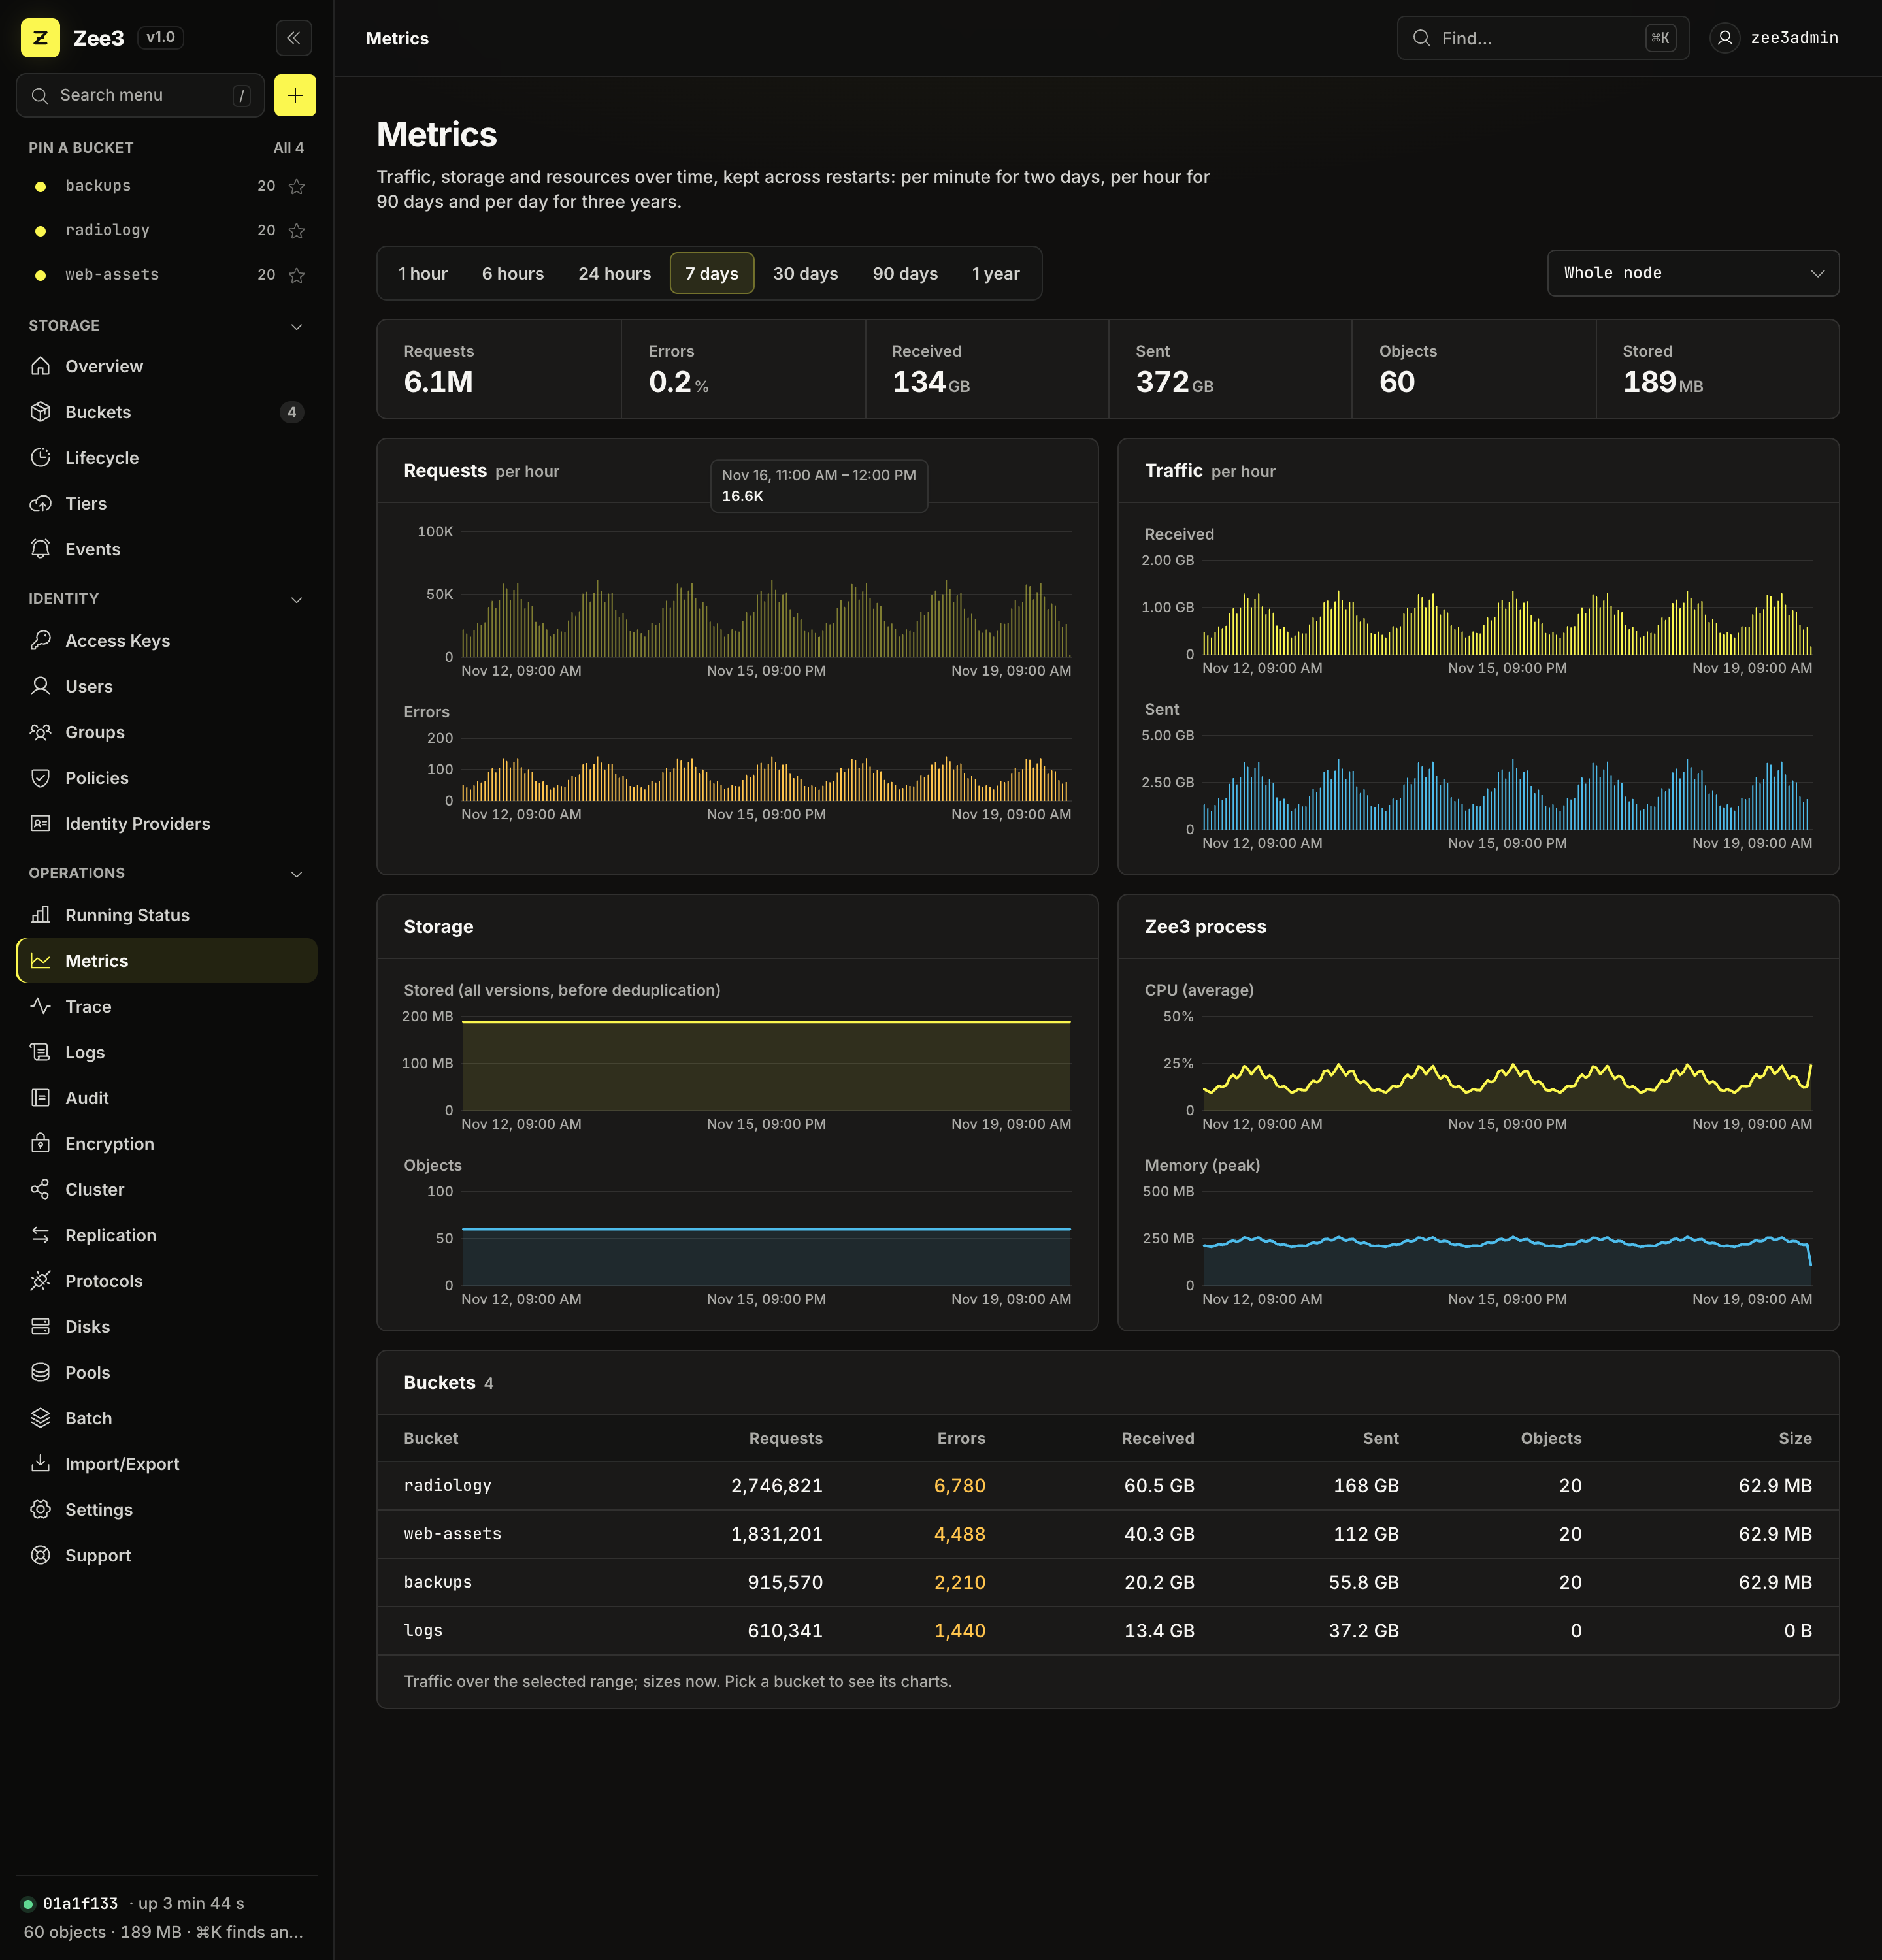 Zee3 v1.0
Search menu /
PIN A BUCKET All 4
backups 20
radiology 20
web-assets 20
STORAGE
Overview
Buckets 4
Lifecycle
Tiers
Events
IDENTITY
Access Keys
Users
Groups
Policies
Identity Providers
OPERATIONS
Running Status
Metrics
Trace
Logs
Audit
Encryption
Cluster
Replication
Protocols
Disks
Pools
Batch
Import/Export
Settings
Support
01a1f133 · up 3 min 44 s
60 objects · 189 MB · ⌘K finds an...
Metrics
Find... ⌘K
zee3admin
Metrics
Traffic, storage and resources over time, kept across restarts: per minute for two days, per hour for
90 days and per day for three years.
1 hour 6 hours 24 hours 7 days 30 days 90 days 1 year
Whole node
Requests Errors Received Sent Objects Stored
6.1M 0.2 % 134 GB 372 GB 60 189 MB
Requests per hour
Nov 16, 11:00 AM – 12:00 PM
16.6K
100K
50K
0
Nov 12, 09:00 AM Nov 15, 09:00 PM Nov 19, 09:00 AM
Errors
200
100
0
Nov 12, 09:00 AM Nov 15, 09:00 PM Nov 19, 09:00 AM
Traffic per hour
Received
2.00 GB
1.00 GB
0
Nov 12, 09:00 AM Nov 15, 09:00 PM Nov 19, 09:00 AM
Sent
5.00 GB
2.50 GB
0
Nov 12, 09:00 AM Nov 15, 09:00 PM Nov 19, 09:00 AM
Storage
Stored (all versions, before deduplication)
200 MB
100 MB
0
Nov 12, 09:00 AM Nov 15, 09:00 PM Nov 19, 09:00 AM
Objects
100
50
0
Nov 12, 09:00 AM Nov 15, 09:00 PM Nov 19, 09:00 AM
Zee3 process
CPU (average)
50%
25%
0
Nov 12, 09:00 AM Nov 15, 09:00 PM Nov 19, 09:00 AM
Memory (peak)
500 MB
250 MB
0
Nov 12, 09:00 AM Nov 15, 09:00 PM Nov 19, 09:00 AM
Buckets 4
Bucket Requests Errors Received Sent Objects Size
radiology 2,746,821 6,780 60.5 GB 168 GB 20 62.9 MB
web-assets 1,831,201 4,488 40.3 GB 112 GB 20 62.9 MB
backups 915,570 2,210 20.2 GB 55.8 GB 20 62.9 MB
logs 610,341 1,440 13.4 GB 37.2 GB 0 0 B
Traffic over the selected range; sizes now. Pick a bucket to see its charts.